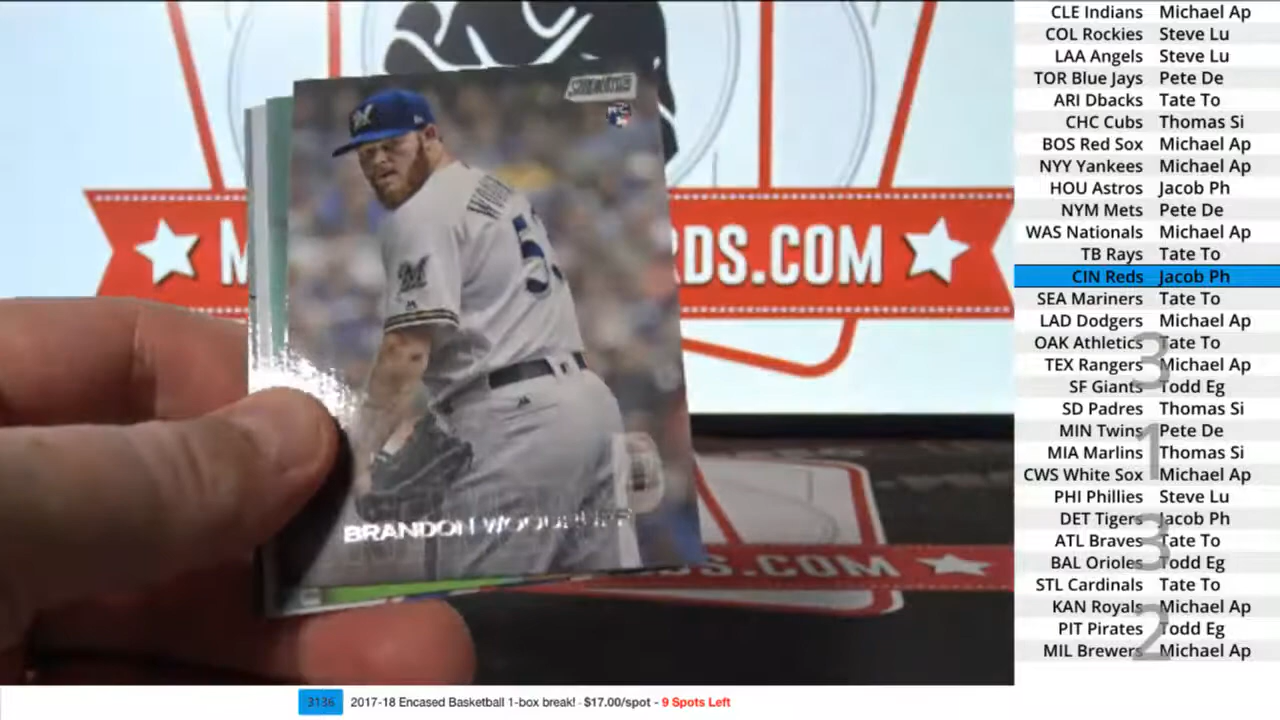 M
RDS.COM
BRANDON WOODRUFF
DS.COM
CLE Indians Michael Ap
COL Rockies Steve Lu
LAA Angels Steve Lu
TOR Blue Jays Pete De
ARI Dbacks Tate To
CHC Cubs Thomas Si
BOS Red Sox Michael Ap
NYY Yankees Michael Ap
HOU Astros Jacob Ph
NYM Mets Pete De
WAS Nationals Michael Ap
TB Rays Tate To
CIN Reds Jacob Ph
SEA Mariners Tate To
LAD Dodgers Michael Ap
OAK Athletics Tate To
TEX Rangers Michael Ap
SF Giants Todd Eg
SD Padres Thomas Si
MIN Twins Pete De
MIA Marlins Thomas Si
CWS White Sox Michael Ap
PHI Phillies Steve Lu
DET Tigers Jacob Ph
ATL Braves Tate To
BAL Orioles Todd Eg
STL Cardinals Tate To
KAN Royals Michael Ap
PIT Pirates Todd Eg
MIL Brewers Michael Ap
3
1
3
2
3136 2017-18 Encased Basketball 1-box break! - $17.00/spot - 9 Spots Left